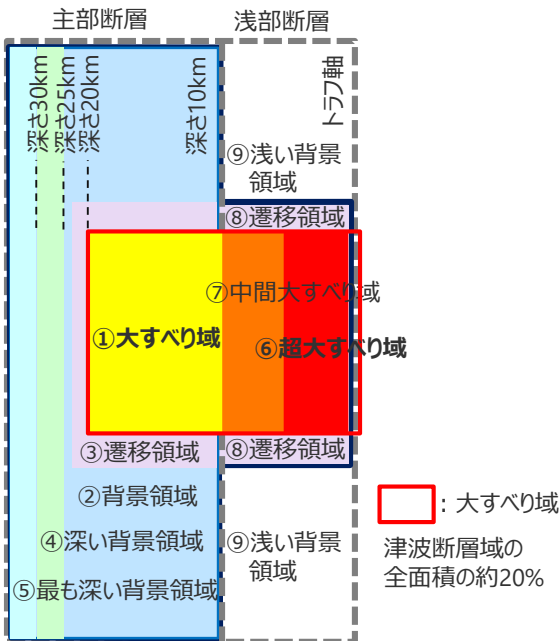 主部断層
浅部断層
深さ30km
深さ25km
深さ20km
深さ10km
トラフ軸
⑨浅い背景
領域
⑧遷移領域
⑦中間大すべり域
①大すべり域
⑥超大すべり域
③遷移領域
⑧遷移領域
②背景領域
④深い背景領域
⑨浅い背景
領域
⑤最も深い背景領域
：大すべり域
津波断層域の
全面積の約20%